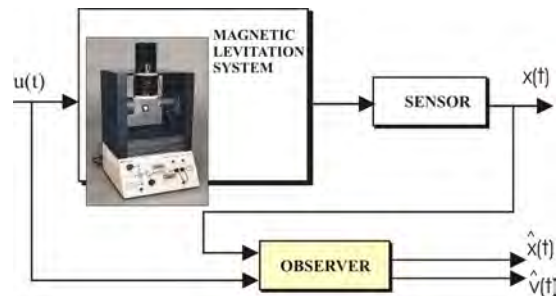 MAGNETIC
LEVITATION
SYSTEM
u(t)
x(t)
SENSOR
OBSERVER
x̂(t)
v̂(t)